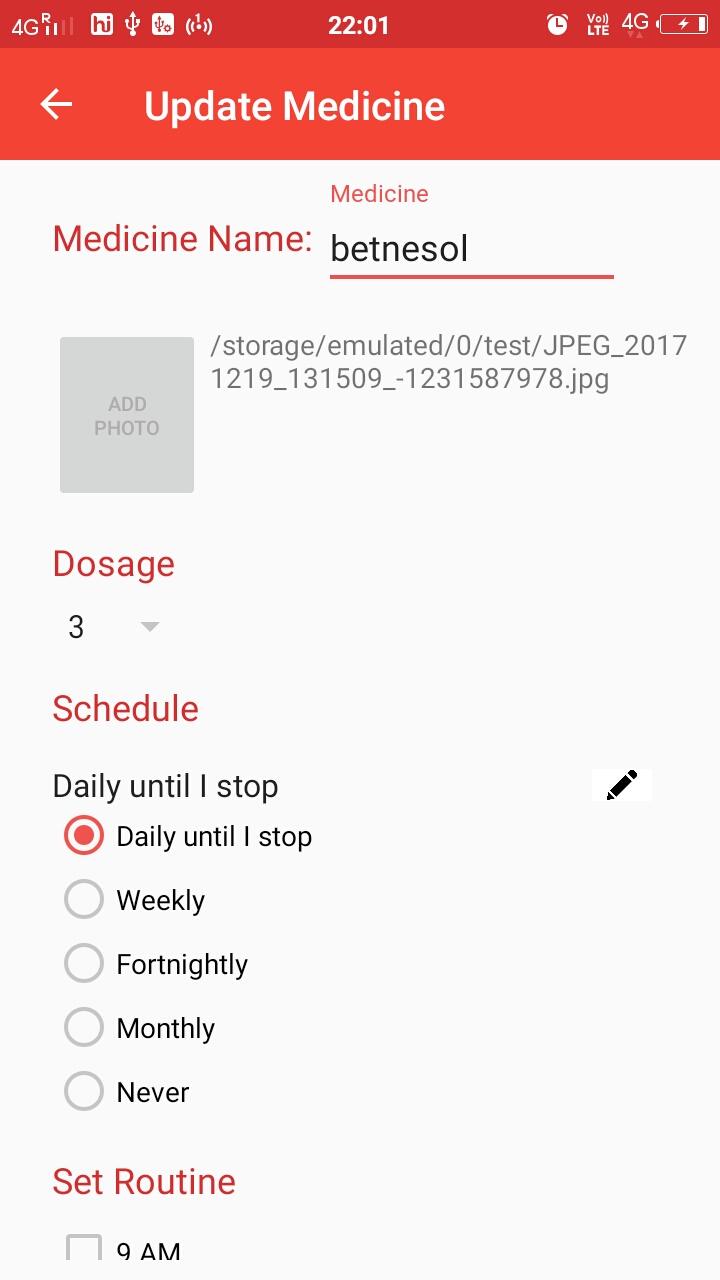 4G R hi 22:01 Vo) LTE 4G
Update Medicine
Medicine
Medicine Name: betnesol
/storage/emulated/0/test/JPEG_2017
1219_131509_-1231587978.jpg
ADD
PHOTO
Dosage
3
Schedule
Daily until I stop
Daily until I stop
Weekly
Fortnightly
Monthly
Never
Set Routine
9 AM